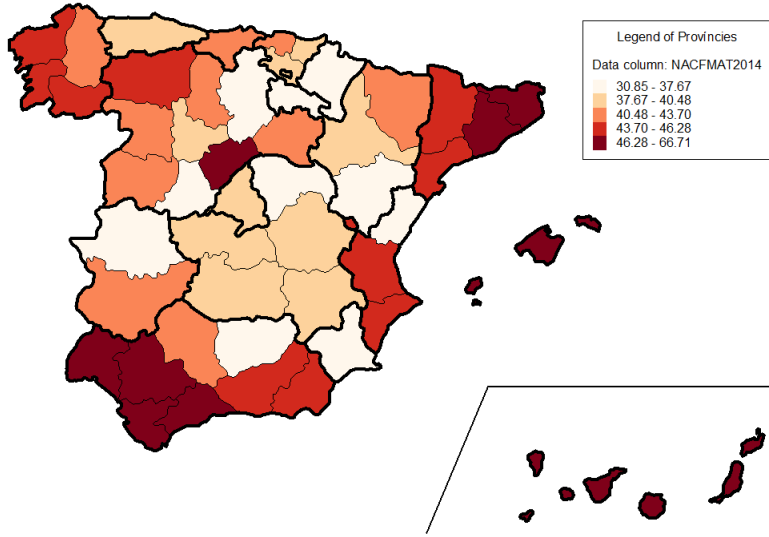 Legend of Províncies
Data column: NACFMAT2014
30.85 - 37.67
37.67 - 40.48
40.48 - 43.70
43.70 - 46.28
46.28 - 66.71